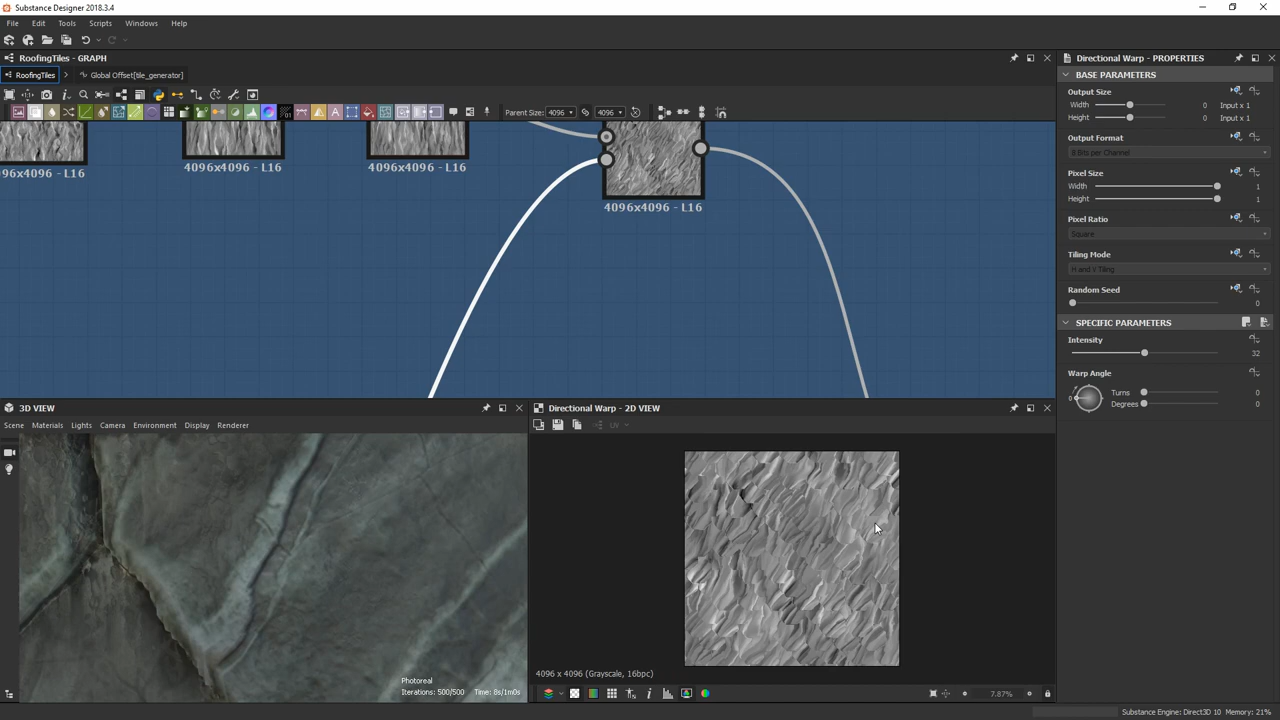 Substance Designer 2018.3.4
File Edit Tools Scripts Windows Help
RoofingTiles - GRAPH
RoofingTiles > Global Offset[tile_generator]
Parent Size: 4096 4096
4096x4096 - L16
4096x4096 - L16
4096x4096 - L16
Directional Warp - PROPERTIES
BASE PARAMETERS
Output Size
Width 0 Input x 1
Height 0 Input x 1
Output Format
8 Bits per Channel
Pixel Size
Width 1
Height 1
Pixel Ratio
Square
Tiling Mode
H and V Tiling
Random Seed
0
SPECIFIC PARAMETERS
Intensity
32
Warp Angle
0 Turns 0
Degrees 0
3D VIEW
Scene Materials Lights Camera Environment Display Renderer
Photoreal
Iterations: 500/500 Time: 8s/1m0s
Directional Warp - 2D VIEW
UV
4096 x 4096 (Grayscale, 16bpc)
7.87%
Substance Engine: Direct3D 10 Memory: 21%